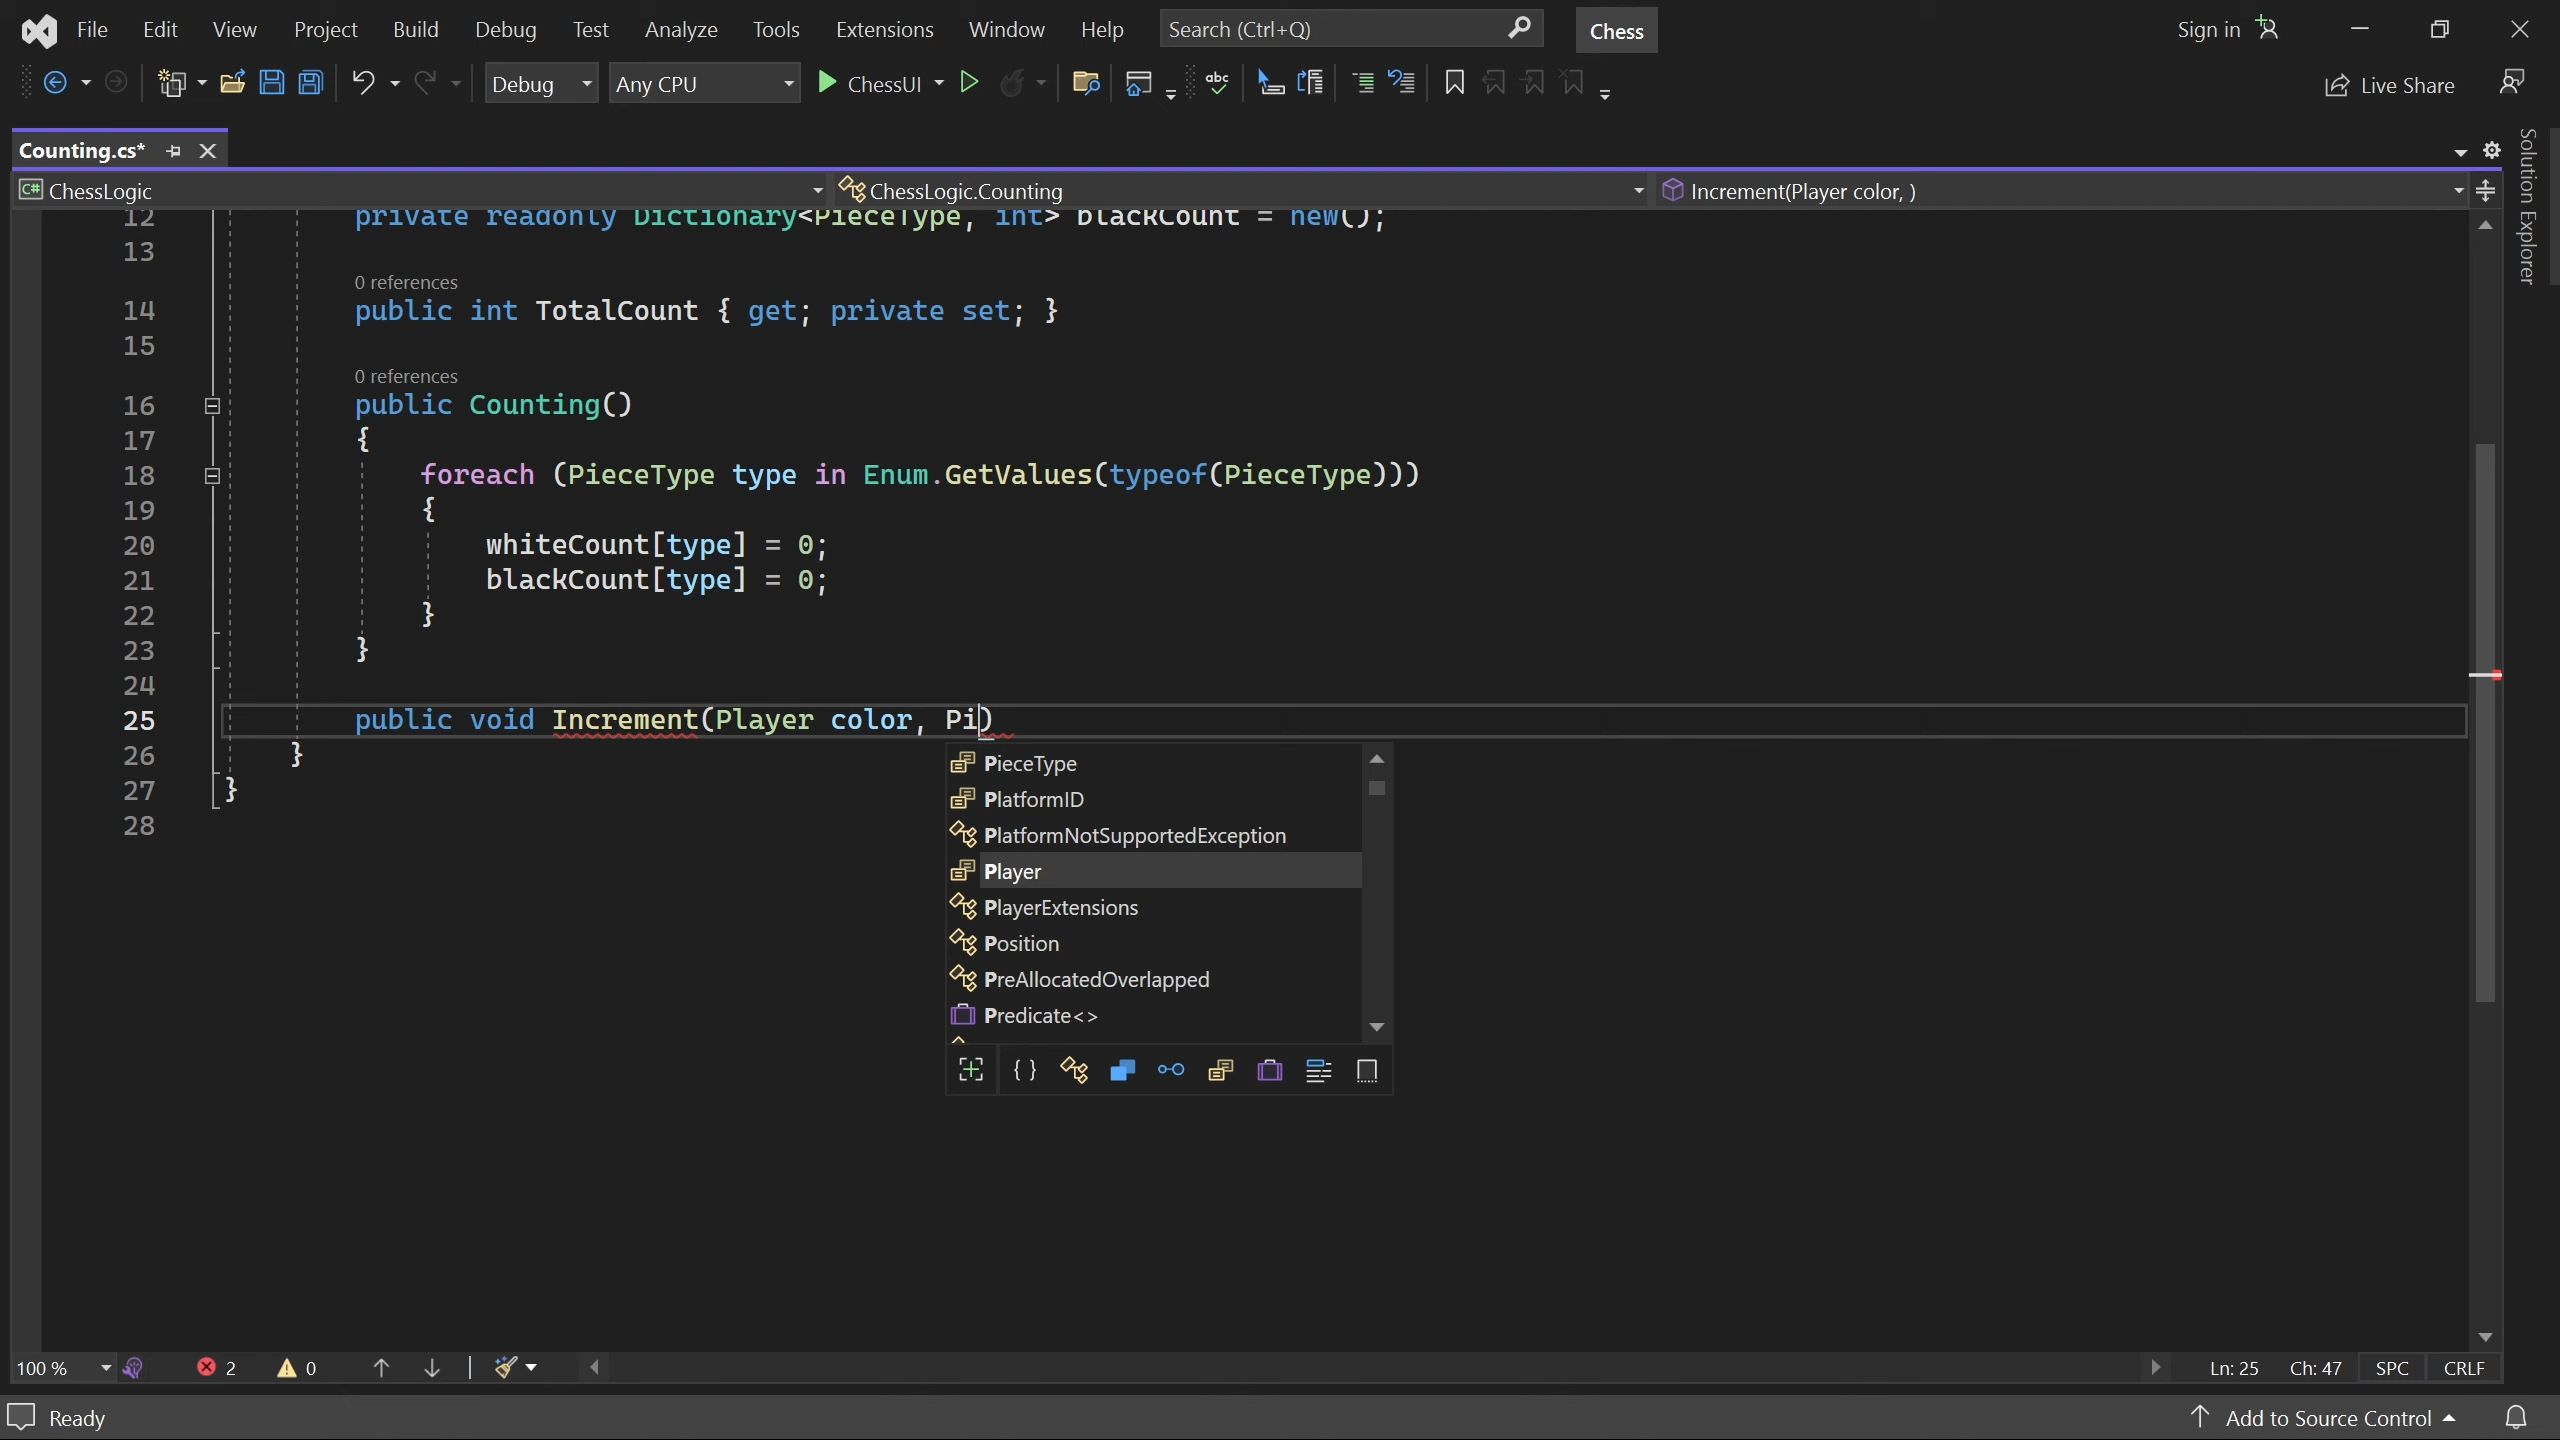 File Edit View Project Build Debug Test Analyze Tools Extensions Window Help Search (Ctrl+Q) Chess Sign in
Debug Any CPU ChessUI abc Live Share
Counting.cs*
C# ChessLogic ChessLogic.Counting Increment(Player color, )
Solution Explorer
12 private readonly Dictionary<PieceType, int> blackCount = new();
13
0 references
14 public int TotalCount { get; private set; }
15
0 references
16 public Counting()
17 {
18 foreach (PieceType type in Enum.GetValues(typeof(PieceType)))
19 {
20 whiteCount[type] = 0;
21 blackCount[type] = 0;
22 }
23 }
24
25 public void Increment(Player color, Pi)
26 }
27 }
28
PieceType
PlatformID
PlatformNotSupportedException
Player
PlayerExtensions
Position
PreAllocatedOverlapped
Predicate<>
100 % 2 0 Ln: 25 Ch: 47 SPC CRLF
Ready Add to Source Control